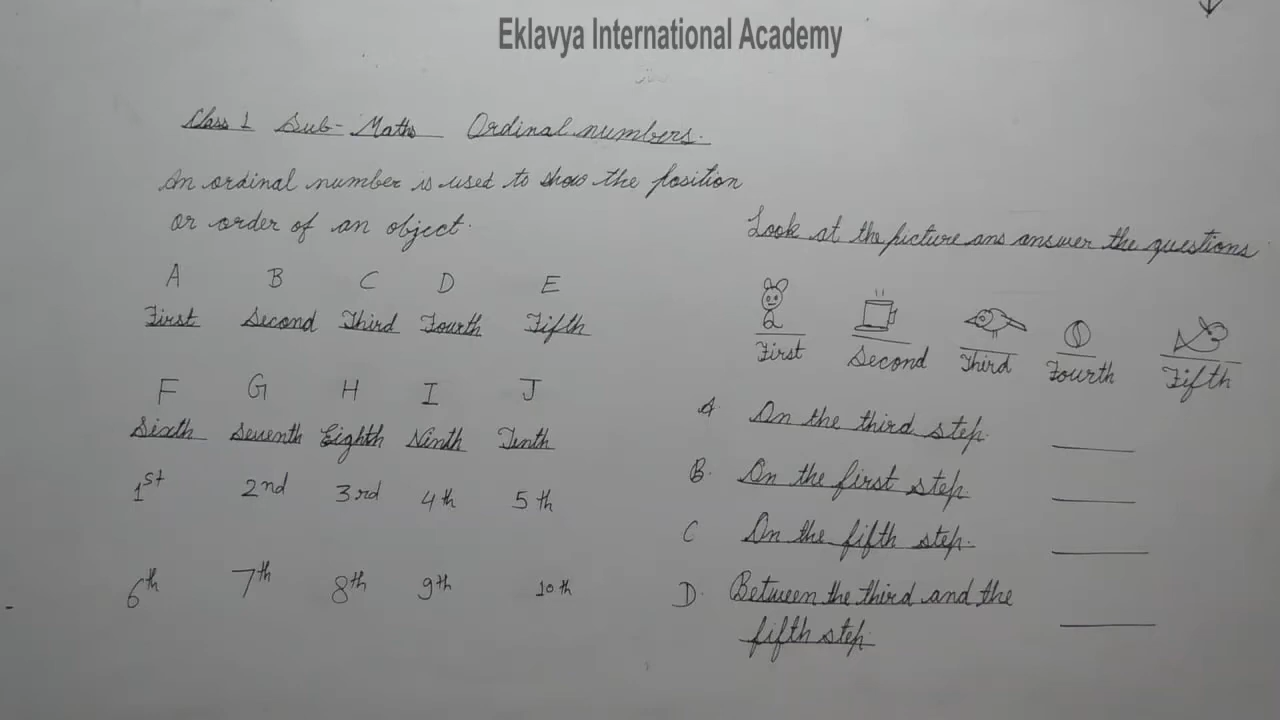 Eklavya International Academy
Class 1 Sub- Maths Ordinal numbers.
An ordinal number is used to show the position
or order of an object.
A B C D E
First Second Third Fourth Fifth
F G H I J
Sixth Seventh Eighth Ninth Tenth
1st 2nd 3rd 4th 5th
6th 7th 8th 9th 10th
Look at the picture ans answer the questions
First Second Third Fourth Fifth
A. On the third step.
B. On the first step.
C On the fifth step.
D. Between the third and the
fifth step.